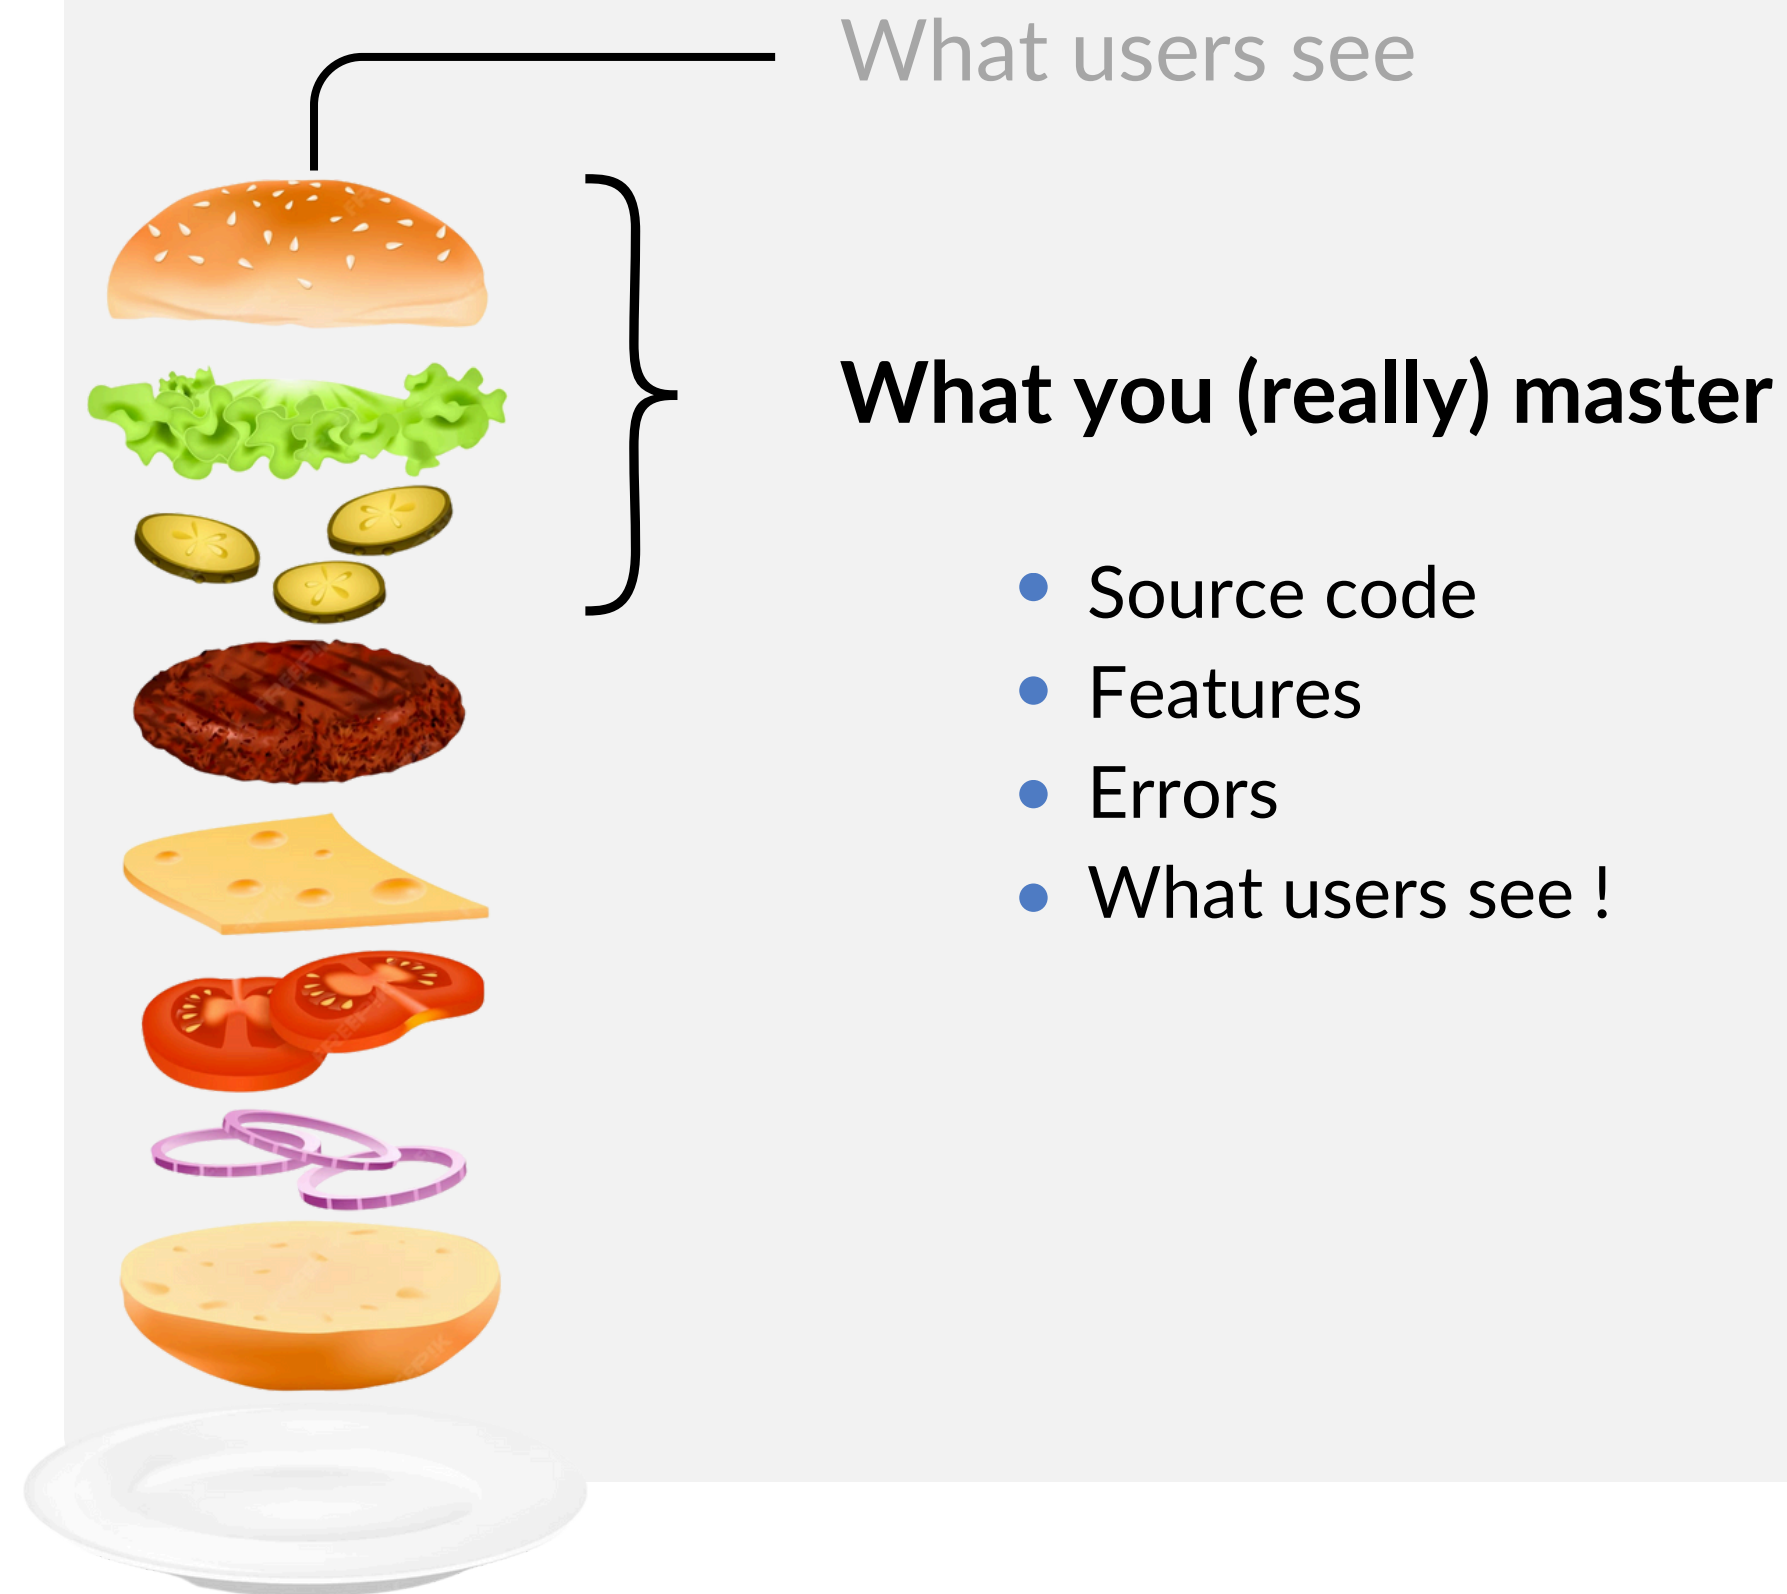 What users see
What you (really) master
Source code
Features
Errors
What users see !